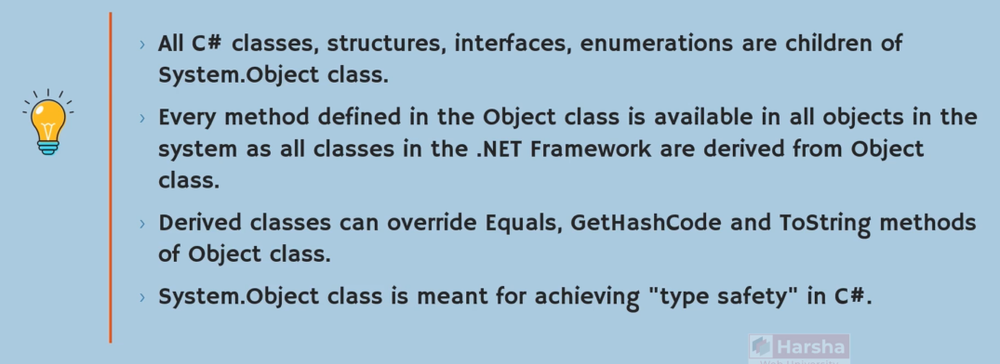 › All C# classes, structures, interfaces, enumerations are children of
System.Object class.
› Every method defined in the Object class is available in all objects in the
system as all classes in the .NET Framework are derived from Object
class.
› Derived classes can override Equals, GetHashCode and ToString methods
of Object class.
› System.Object class is meant for achieving "type safety" in C#.
Harsha
Web University